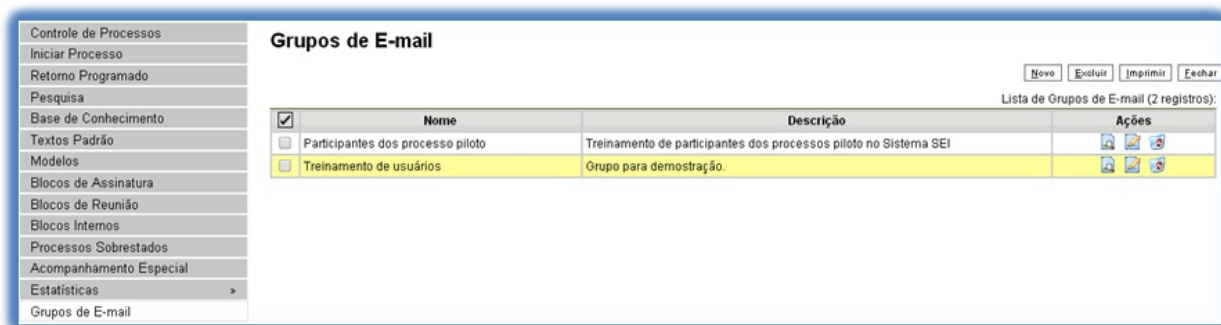 Controle de Processos
Iniciar Processo
Retorno Programado
Pesquisa
Base de Conhecimento
Textos Padrão
Modelos
Blocos de Assinatura
Blocos de Reunião
Blocos Internos
Processos Sobrestados
Acompanhamento Especial
Estatísticas »
Grupos de E-mail
Grupos de E-mail
Novo Excluir Imprimir Fechar
Lista de Grupos de E-mail (2 registros):
Nome Descrição Ações
Participantes dos processo piloto Treinamento de participantes dos processos piloto no Sistema SEI
Treinamento de usuários Grupo para demostração.